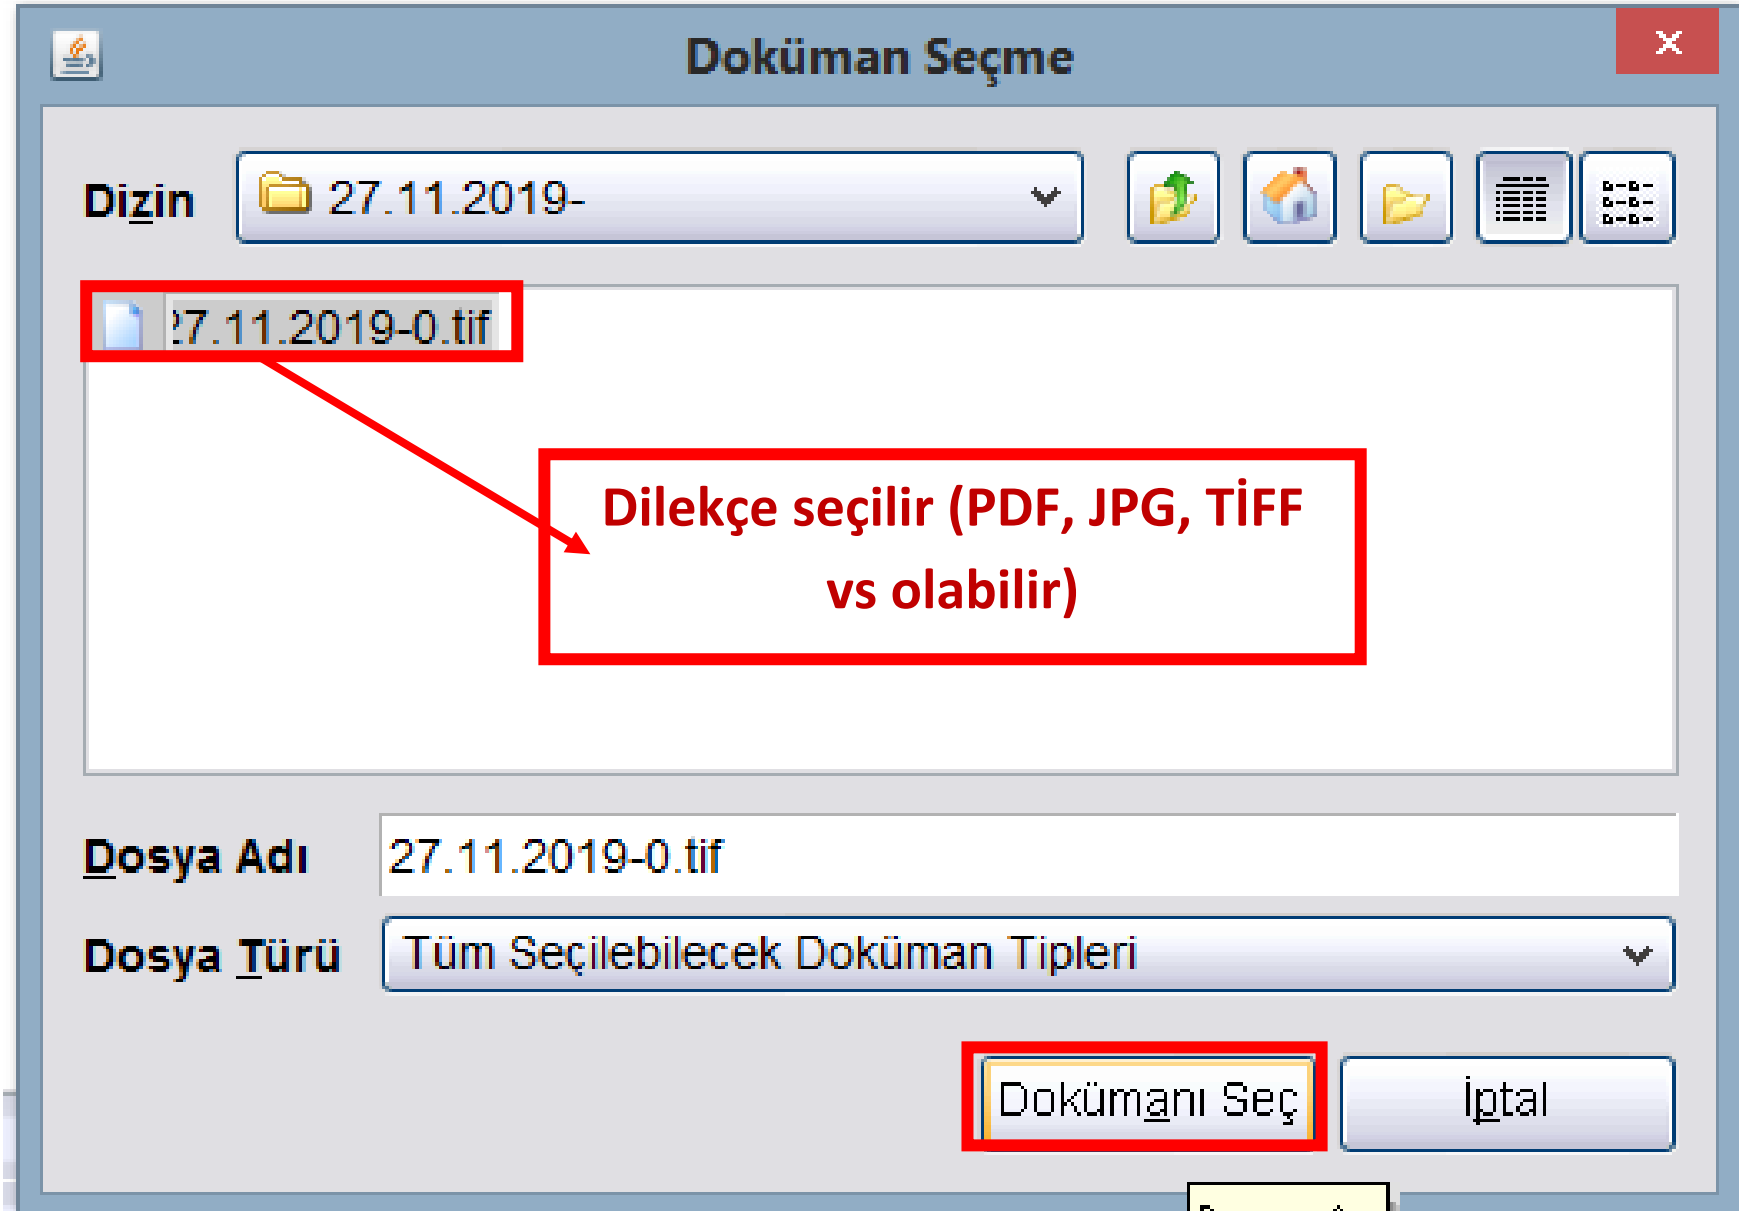 Doküman Seçme
Dizin
27.11.2019-
27.11.2019-0.tif
Dilekçe seçilir (PDF, JPG, TİFF
vs olabilir)
Dosya Adı
27.11.2019-0.tif
Dosya Türü
Tüm Seçilebilecek Doküman Tipleri
Dokümanı Seç
İptal